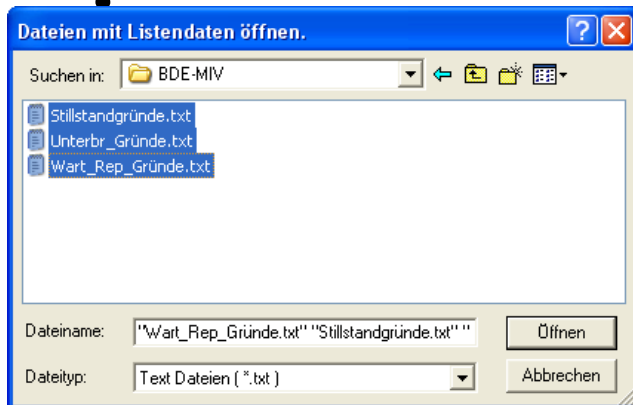 Dateien mit Listendaten öffnen.
Suchen in: BDE-MIV
Stillstandgründe.txt
Unterbr_Gründe.txt
Wart_Rep_Gründe.txt
Dateiname: "Wart_Rep_Gründe.txt" "Stillstandgründe.txt" "
Öffnen
Dateityp: Text Dateien ( *.txt )
Abbrechen